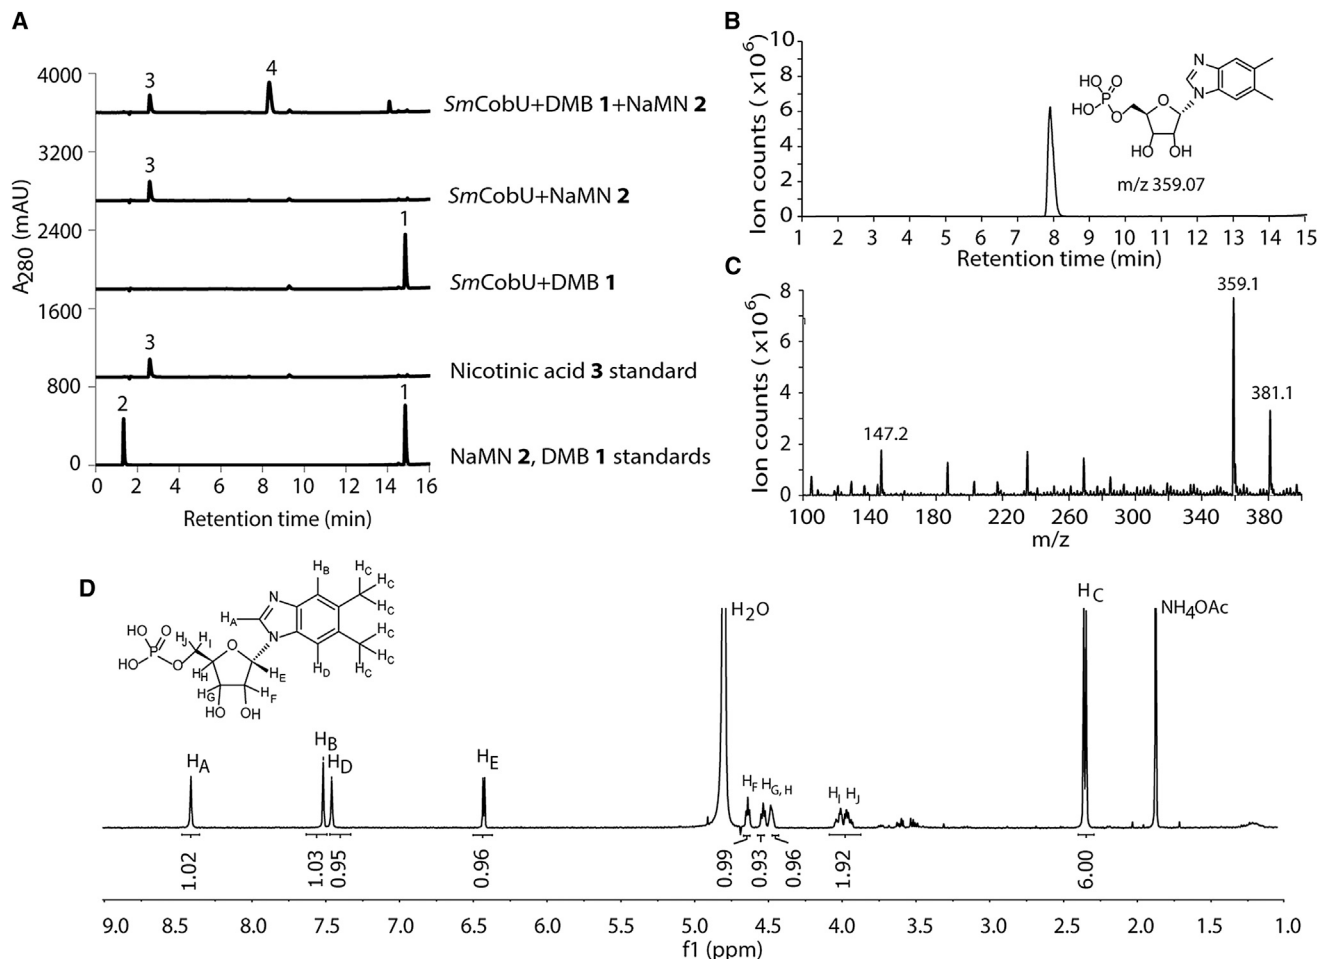 A
4000
3200
2400
1600
800
0
A280 (mAU)
3
4
SmCobU+DMB 1+NaMN 2
3
SmCobU+NaMN 2
1
SmCobU+DMB 1
3
Nicotinic acid 3 standard
2
1
NaMN 2, DMB 1 standards
0 2 4 6 8 10 12 14 16
Retention time (min)
B
10
8
6
4
2
0
Ion counts ( x10^6)
HO O
P
HO
O
O
N
N
HO OH
m/z 359.07
1 2 3 4 5 6 7 8 9 10 11 12 13 14 15
Retention time (min)
C
8
6
4
2
0
Ion counts ( x10^6)
147.2
359.1
381.1
100 140 180 220 260 300 340 380
m/z
D
HB HC HC
HC
HA N
HC
HC
HC
N
HD
HO O
P
HO O
HJ HI
O
HH HE
HG HF
HO OH
HA
HB
HD
HE
H2O
HF HG, H
HI HJ
HC
NH4OAc
1.02
1.03
0.95
0.96
0.99
0.93
0.96
1.92
6.00
9.0 8.5 8.0 7.5 7.0 6.5 6.0 5.5 5.0 4.5 4.0 3.5 3.0 2.5 2.0 1.5 1.0
f1 (ppm)